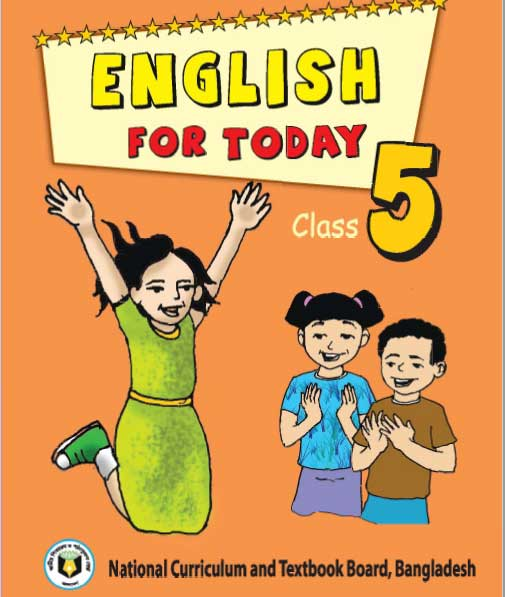 ENGLISH
FOR TODAY
Class 5
National Curriculum and Textbook Board, Bangladesh